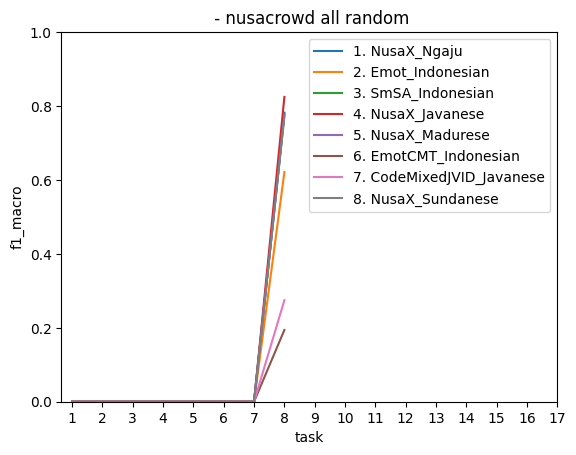 - nusacrowd all random
1.0
0.8
0.6
0.4
0.2
0.0
f1_macro
1. NusaX_Ngaju
2. Emot_Indonesian
3. SmSA_Indonesian
4. NusaX_Javanese
5. NusaX_Madurese
6. EmotCMT_Indonesian
7. CodeMixedJVID_Javanese
8. NusaX_Sundanese
1 2 3 4 5 6 7 8 9 10 11 12 13 14 15 16 17
task